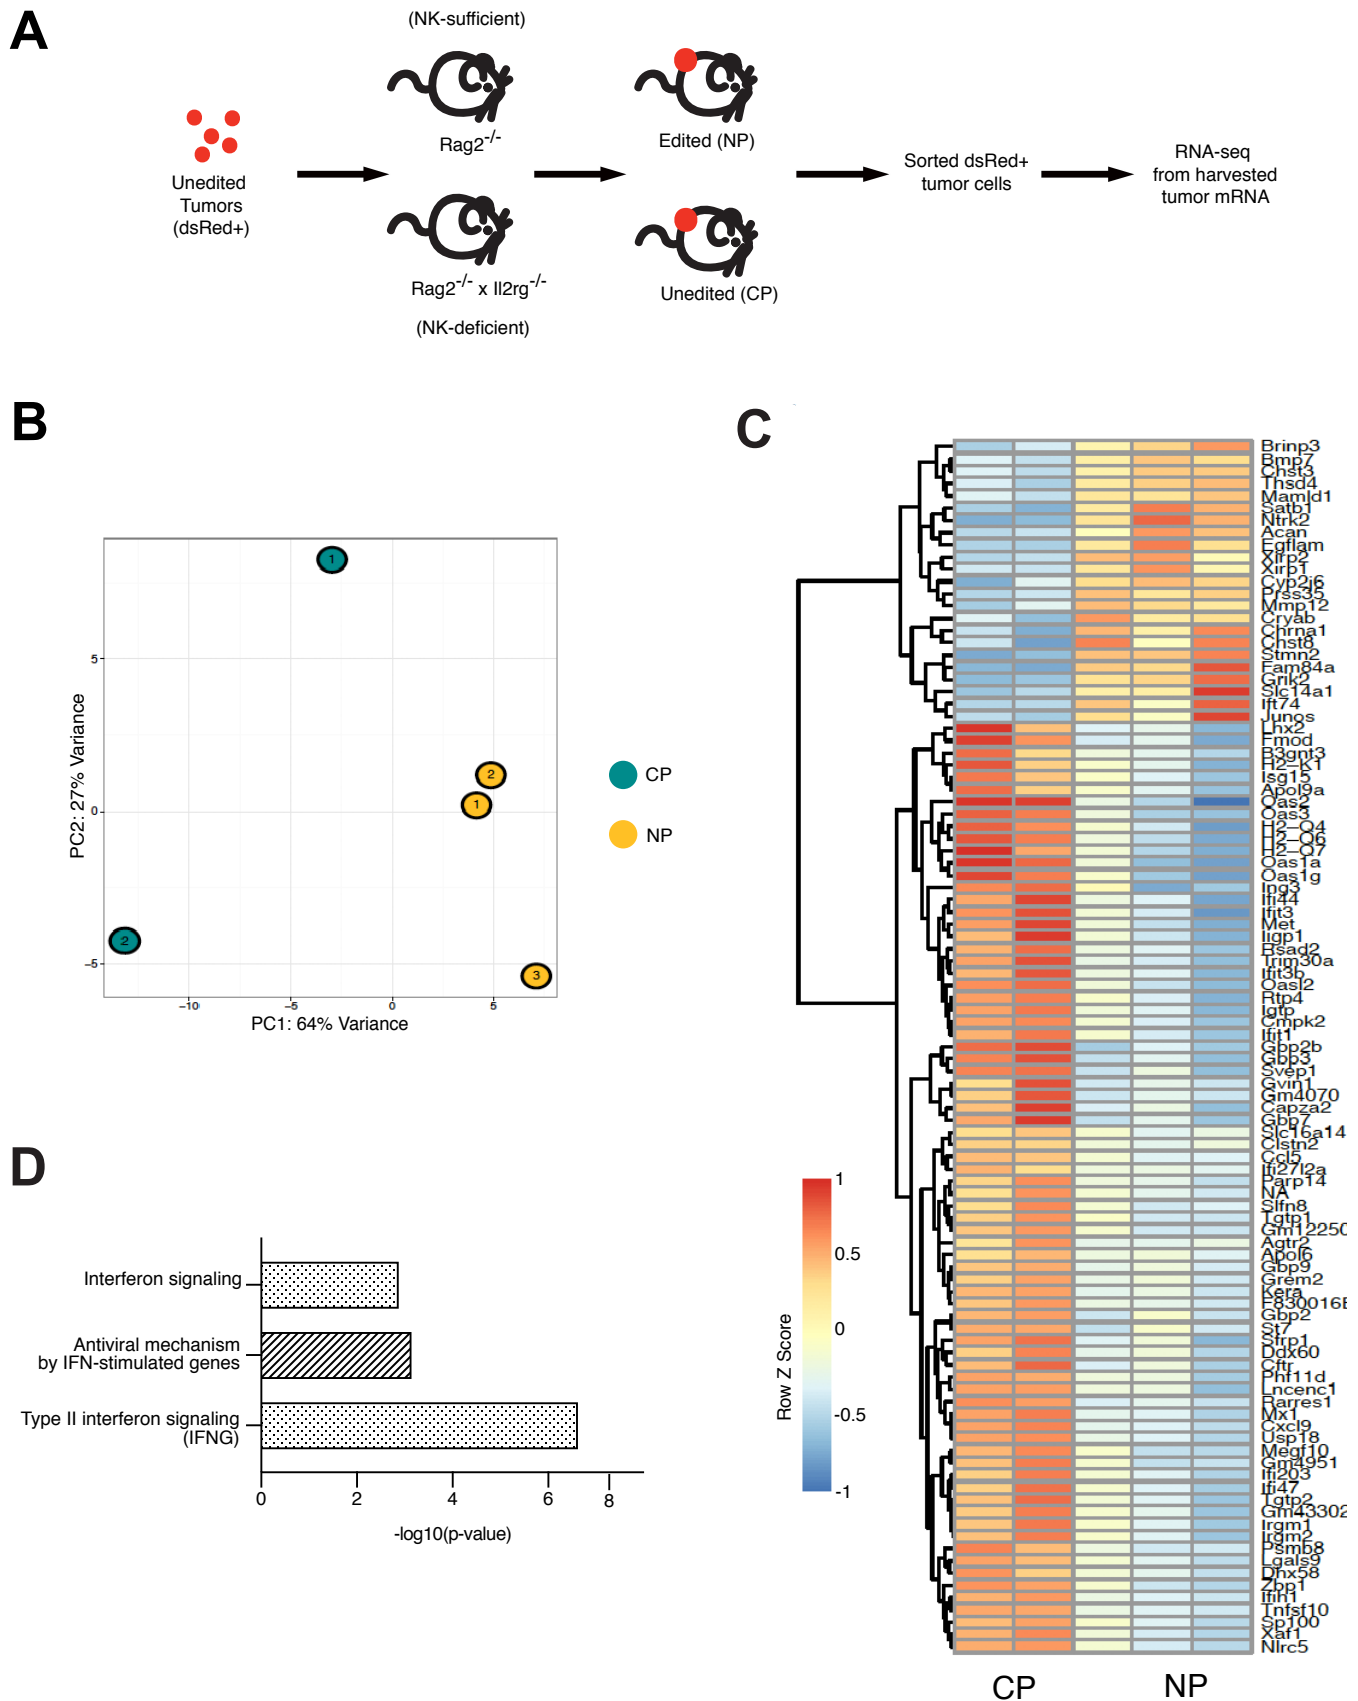 A
(NK-sufficient)
Rag2-/-
Edited (NP)
Unedited
Tumors
(dsRed+)
Sorted dsRed+
tumor cells
RNA-seq
from harvested
tumor mRNA
Rag2-/- x Il2rg-/-
(NK-deficient)
Unedited (CP)
B
1
2
1
2
3
5
0
−5
−10
−5
0
5
PC2: 27% Variance
PC1: 64% Variance
CP
NP
C
Brinp3
Bmp7
Chst3
Thsd4
Mamld1
Satb1
Ntrk2
Acan
Egflam
Xirp2
Xirp1
Cyp2j6
Prss35
Mmp12
Cryab
Chrna1
Chst8
Stmn2
Fam84a
Grik2
Slc14a1
Ift74
Junos
Lhx2
Fmod
B3gnt3
H2−K1
Isg15
Apol9a
Oas2
Oas3
H2−Q4
H2−Q6
H2−Q7
Oas1a
Oas1g
Ing3
Ifi44
Ifit3
Met
Iigp1
Rsad2
Trim30a
Ifit3b
Oasl2
Rtp4
Igtp
Cmpk2
Ifit1
Gbp2b
Gbp3
Svep1
Gvin1
Gm4070
Capza2
Gbp7
Slc16a14
Clstn2
Ccl5
Ifi27l2a
Parp14
NA
Slfn8
Tgtp1
Gm12250
Agtr2
Apol6
Gbp9
Grem2
Kera
F830016B
Gbp2
St7
Sfrp1
Ddx60
Cftr
Phf11d
Lncenc1
Rarres1
Mx1
Cxcl9
Usp18
Megf10
Gm4951
Ifi203
Ifi47
Tgtp2
Gm43302
Irgm1
Irgm2
Psmb8
Lgals9
Dhx58
Zbp1
Ifih1
Tnfsf10
Sp100
Xaf1
Nlrc5
CP
NP
1
0.5
0
-0.5
-1
Row Z Score
D
Interferon signaling
Antiviral mechanism
by IFN-stimulated genes
Type II interferon signaling
(IFNG)
0
2
4
6
8
-log10(p-value)